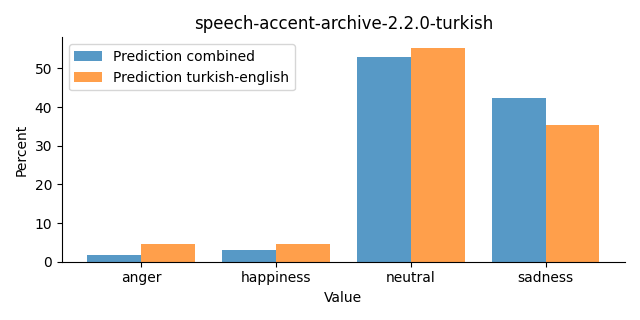 speech-accent-archive-2.2.0-turkish
Prediction combined
Prediction turkish-english
Percent
50
40
30
20
10
0
anger happiness neutral sadness
Value